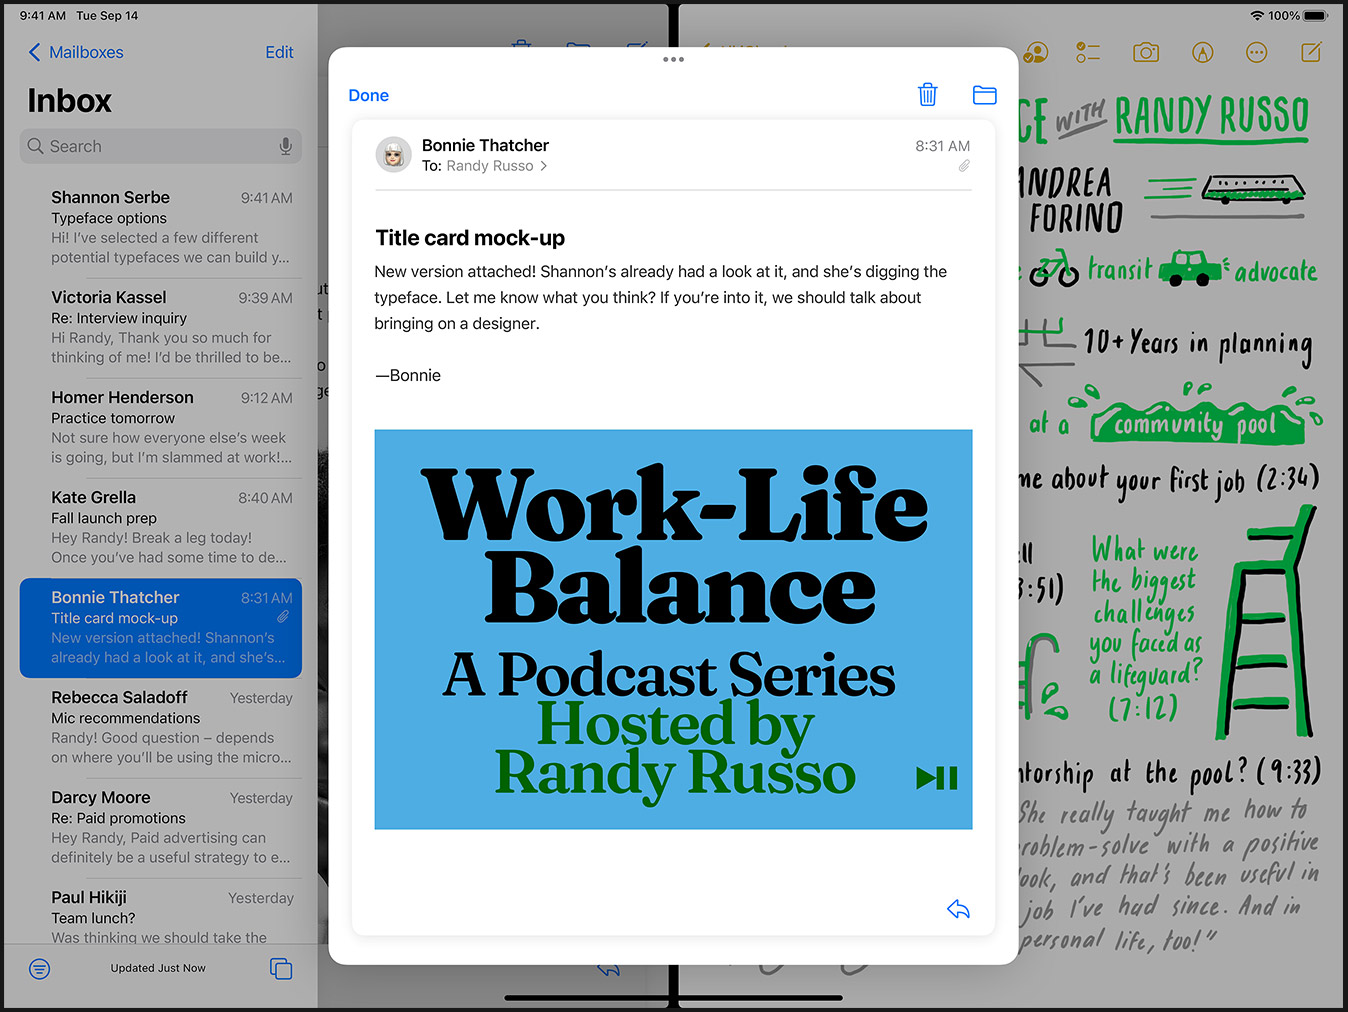 9:41 AM Tue Sep 14
100%
Mailboxes
Edit
Inbox
Search
Shannon Serbe 9:41 AM
Typeface options
Hi! I've selected a few different
potential typefaces we can build y...
Victoria Kassel 9:39 AM
Re: Interview inquiry
Hi Randy, Thank you so much for
thinking of me! I'd be thrilled to be...
Homer Henderson 9:12 AM
Practice tomorrow
Not sure how everyone else's week
is going, but I'm slammed at work!...
Kate Grella 8:40 AM
Fall launch prep
Hey Randy! Break a leg today!
Once you've had some time to de...
Bonnie Thatcher 8:31 AM
Title card mock-up
New version attached! Shannon's
already had a look at it, and she's...
Rebecca Saladoff Yesterday
Mic recommendations
Randy! Good question – depends
on where you'll be using the micro...
Darcy Moore Yesterday
Re: Paid promotions
Hey Randy, Paid advertising can
definitely be a useful strategy to e...
Paul Hikiji Yesterday
Team lunch?
Was thinking we should take the
Updated Just Now
Done
Bonnie Thatcher 8:31 AM
To: Randy Russo
Title card mock-up
New version attached! Shannon's already had a look at it, and she's digging the
typeface. Let me know what you think? If you're into it, we should talk about
bringing on a designer.
—Bonnie
Work-Life
Balance
A Podcast Series
Hosted by
Randy Russo
CE WITH RANDY RUSSO
ANDREA
FORINO
transit advocate
10+ Years in planning
at a community pool
me about your first job (2:34)
3:51)
What were
the biggest
challenges
you faced as
a lifeguard?
(7:12)
ntorship at the pool? (9:33)
She really taught me how to
roblem-solve with a positive
look, and that's been useful in
job I've had since. And in
personal life, too!"